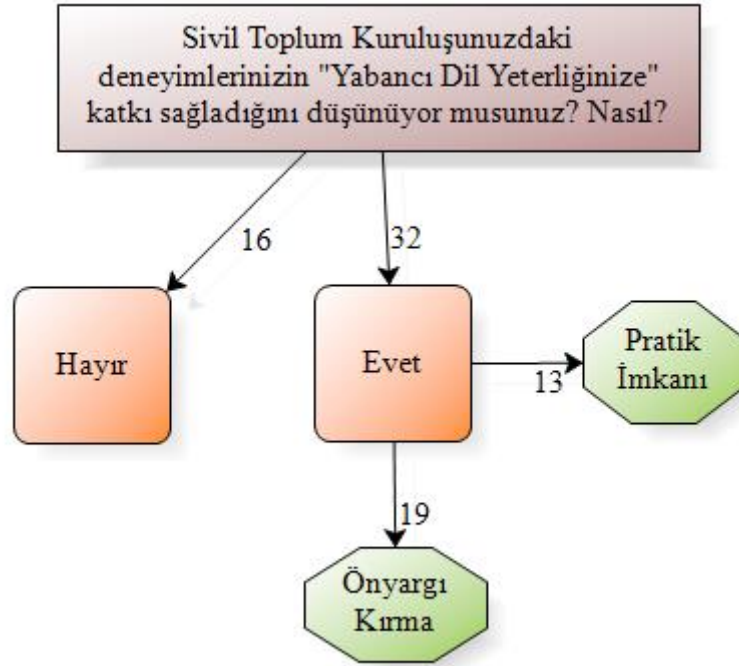 Sivil Toplum Kuruluşunuzdaki
deneyimlerinizin "Yabancı Dil Yeterliğinize"
katkı sağladığını düşünüyor musunuz? Nasıl?
16
32
Hayır
Evet
13
Pratik
İmkanı
19
Önyargı
Kırma